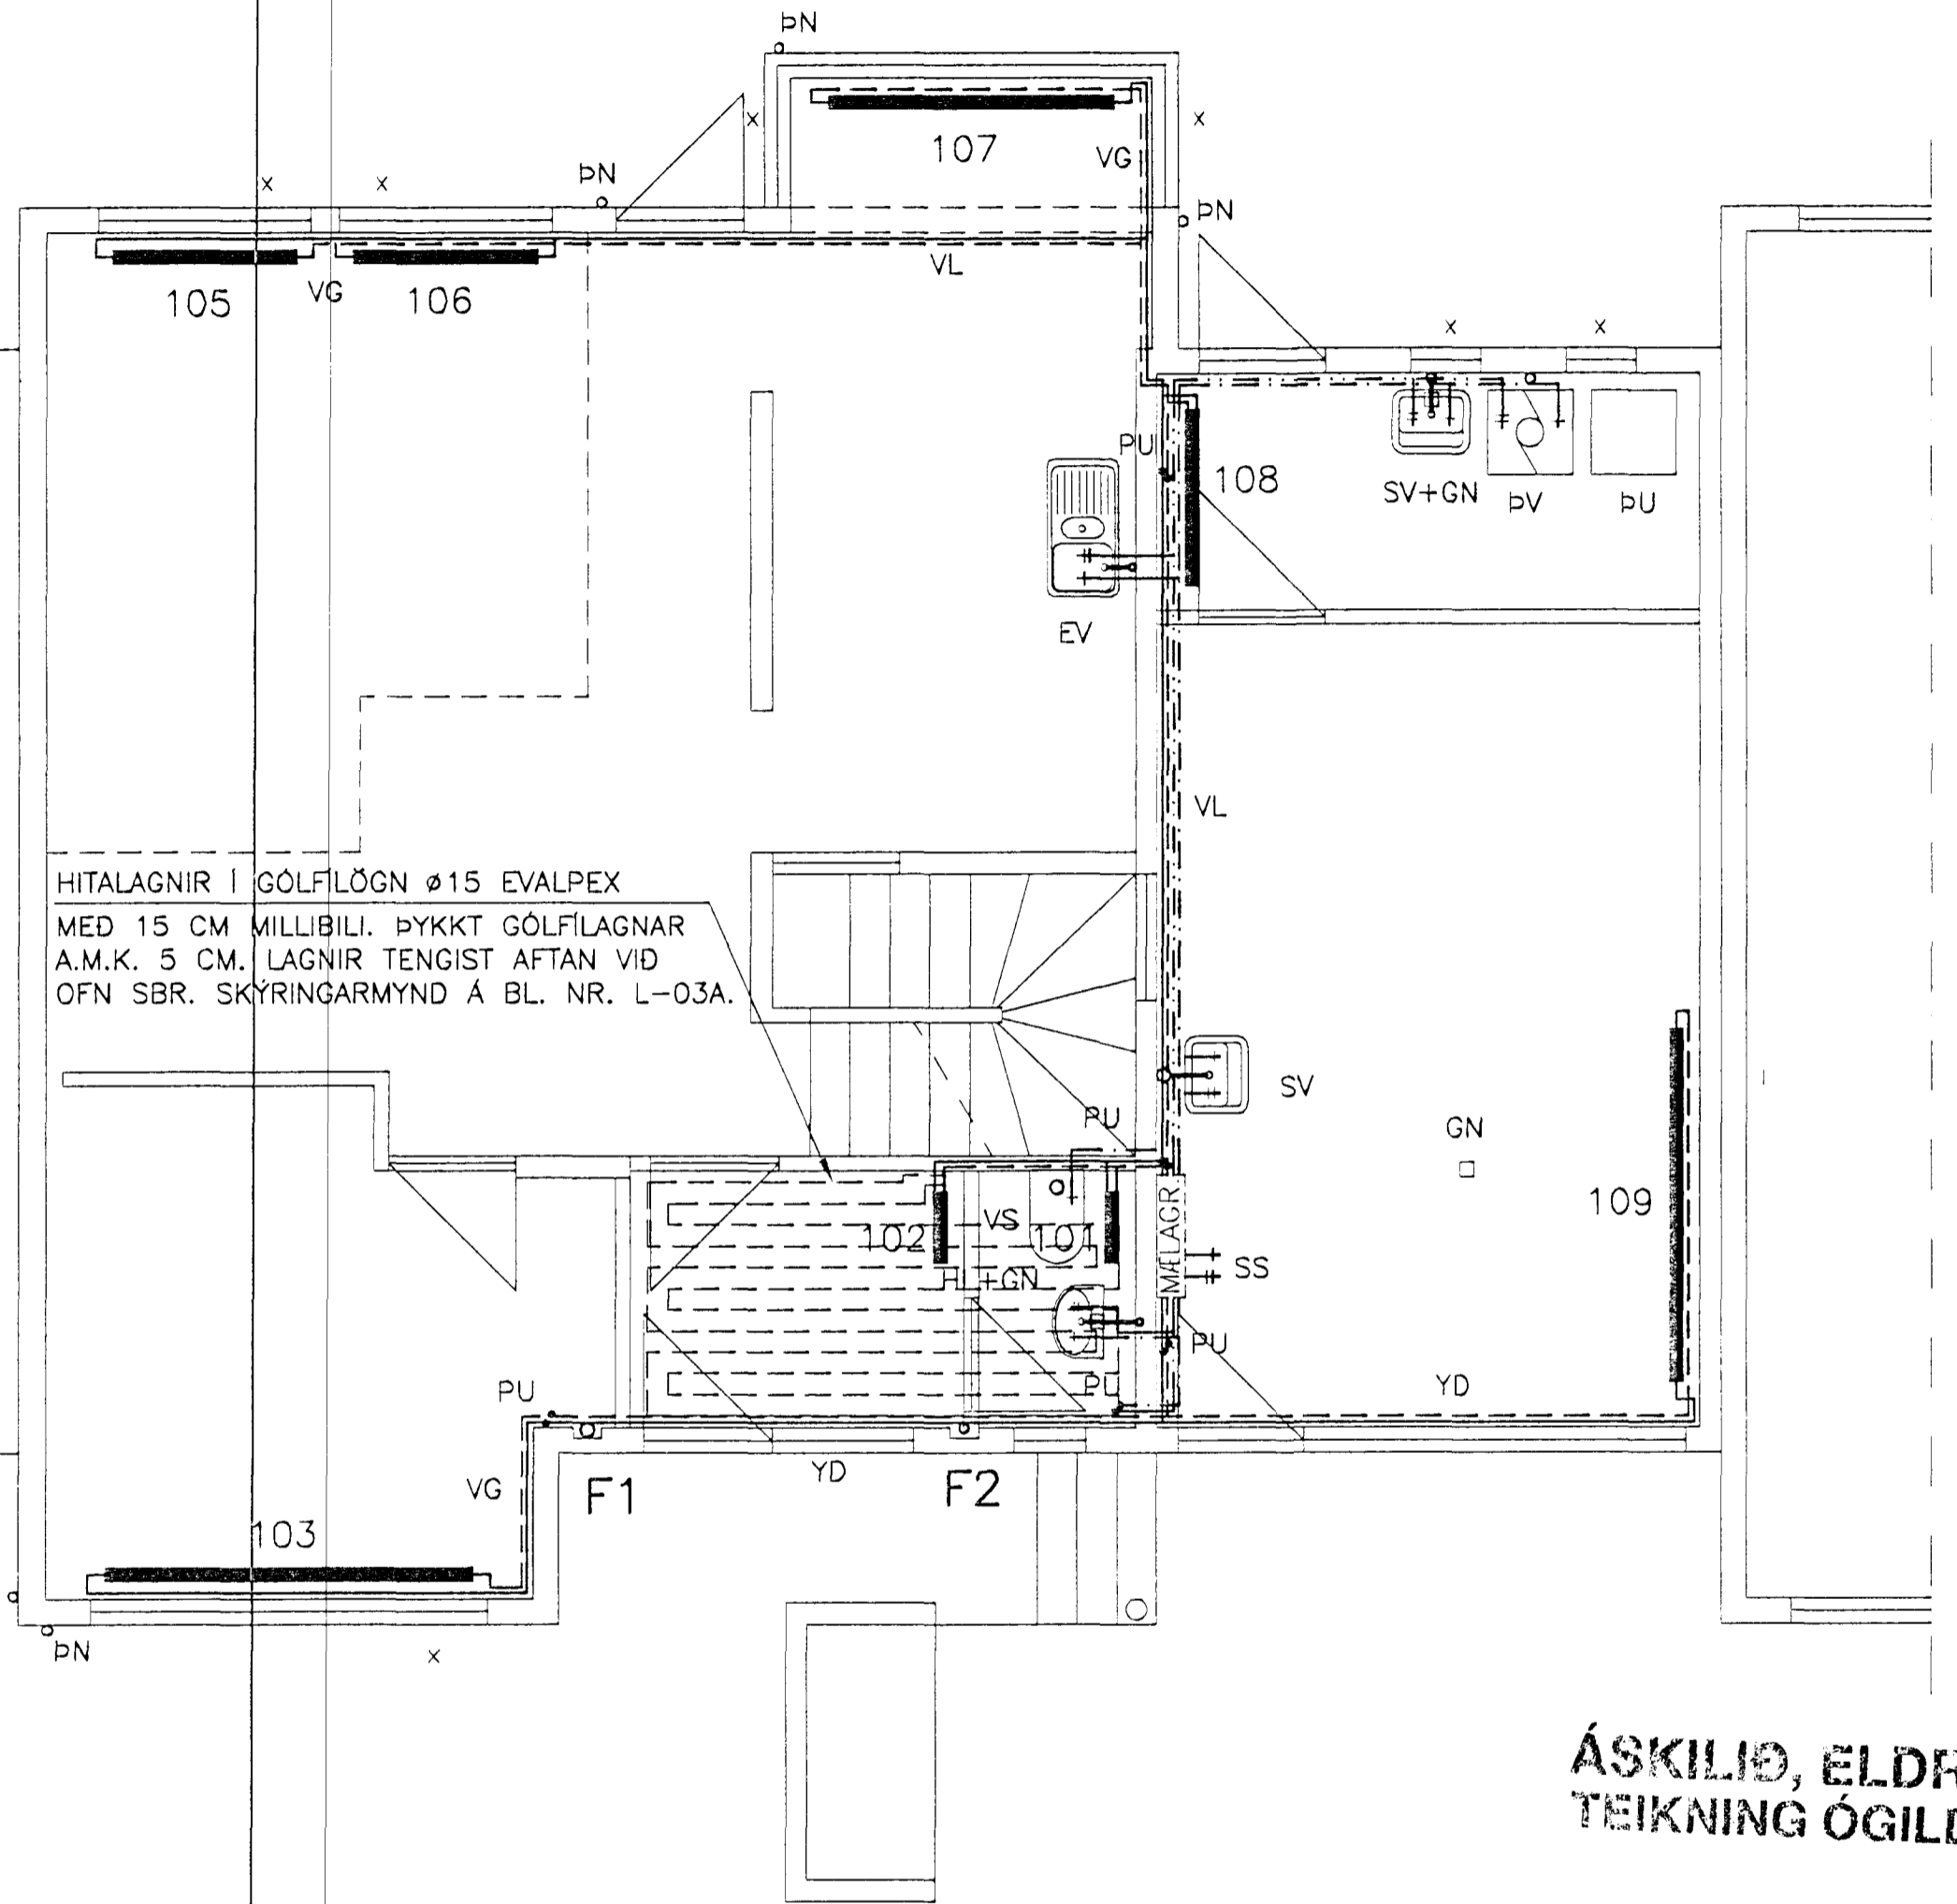 ÞN
107
VG
ÞN
ÞN
VL
105
VG
106
PU
108
SV+GN
ÞV
ÞU
EV
VL
HITALAGNIR Í GÓLFÍLÖGN ø15 EVALPEX
MEÐ 15 CM MILLIBILI. ÞYKKT GÓLFÍLAGNAR
A.M.K. 5 CM. LAGNIR TENGIST AFTAN VIÐ
OFN SBR. SKÝRINGARMYND Á BL. NR. L-03A.
SV
PU
GN
109
102
VS
101
MÆLAGR
SS
+GN
PU
PU
PU
YD
VG
F1
YD
F2
103
ÞN
ÁSKILIÐ, ELDR
TEIKNING ÓGILD